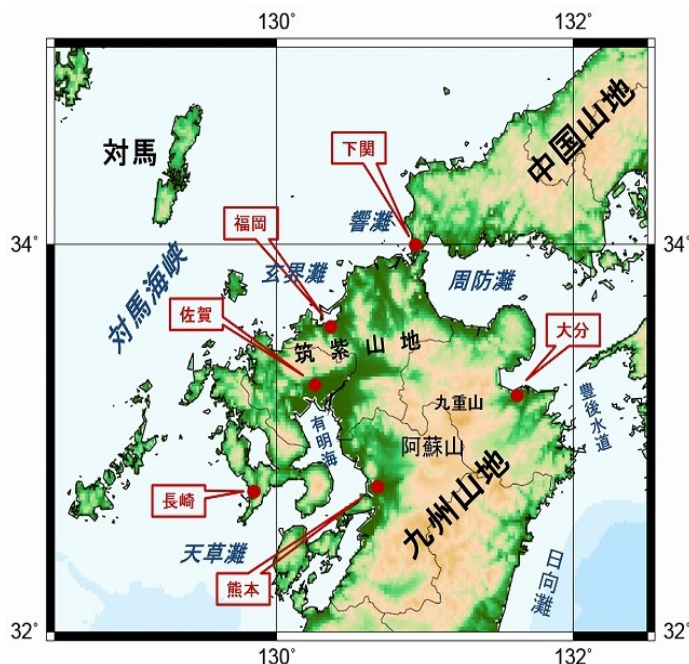 130° 132°
対馬
下関
中国山地
福岡
響灘
34° 34°
玄界灘
周防灘
対馬海峡
佐賀
大分
筑紫山地
九重山
豊後水道
有明海
阿蘇山
長崎
九州山地
天草灘
日向灘
熊本
32° 32°
130° 132°